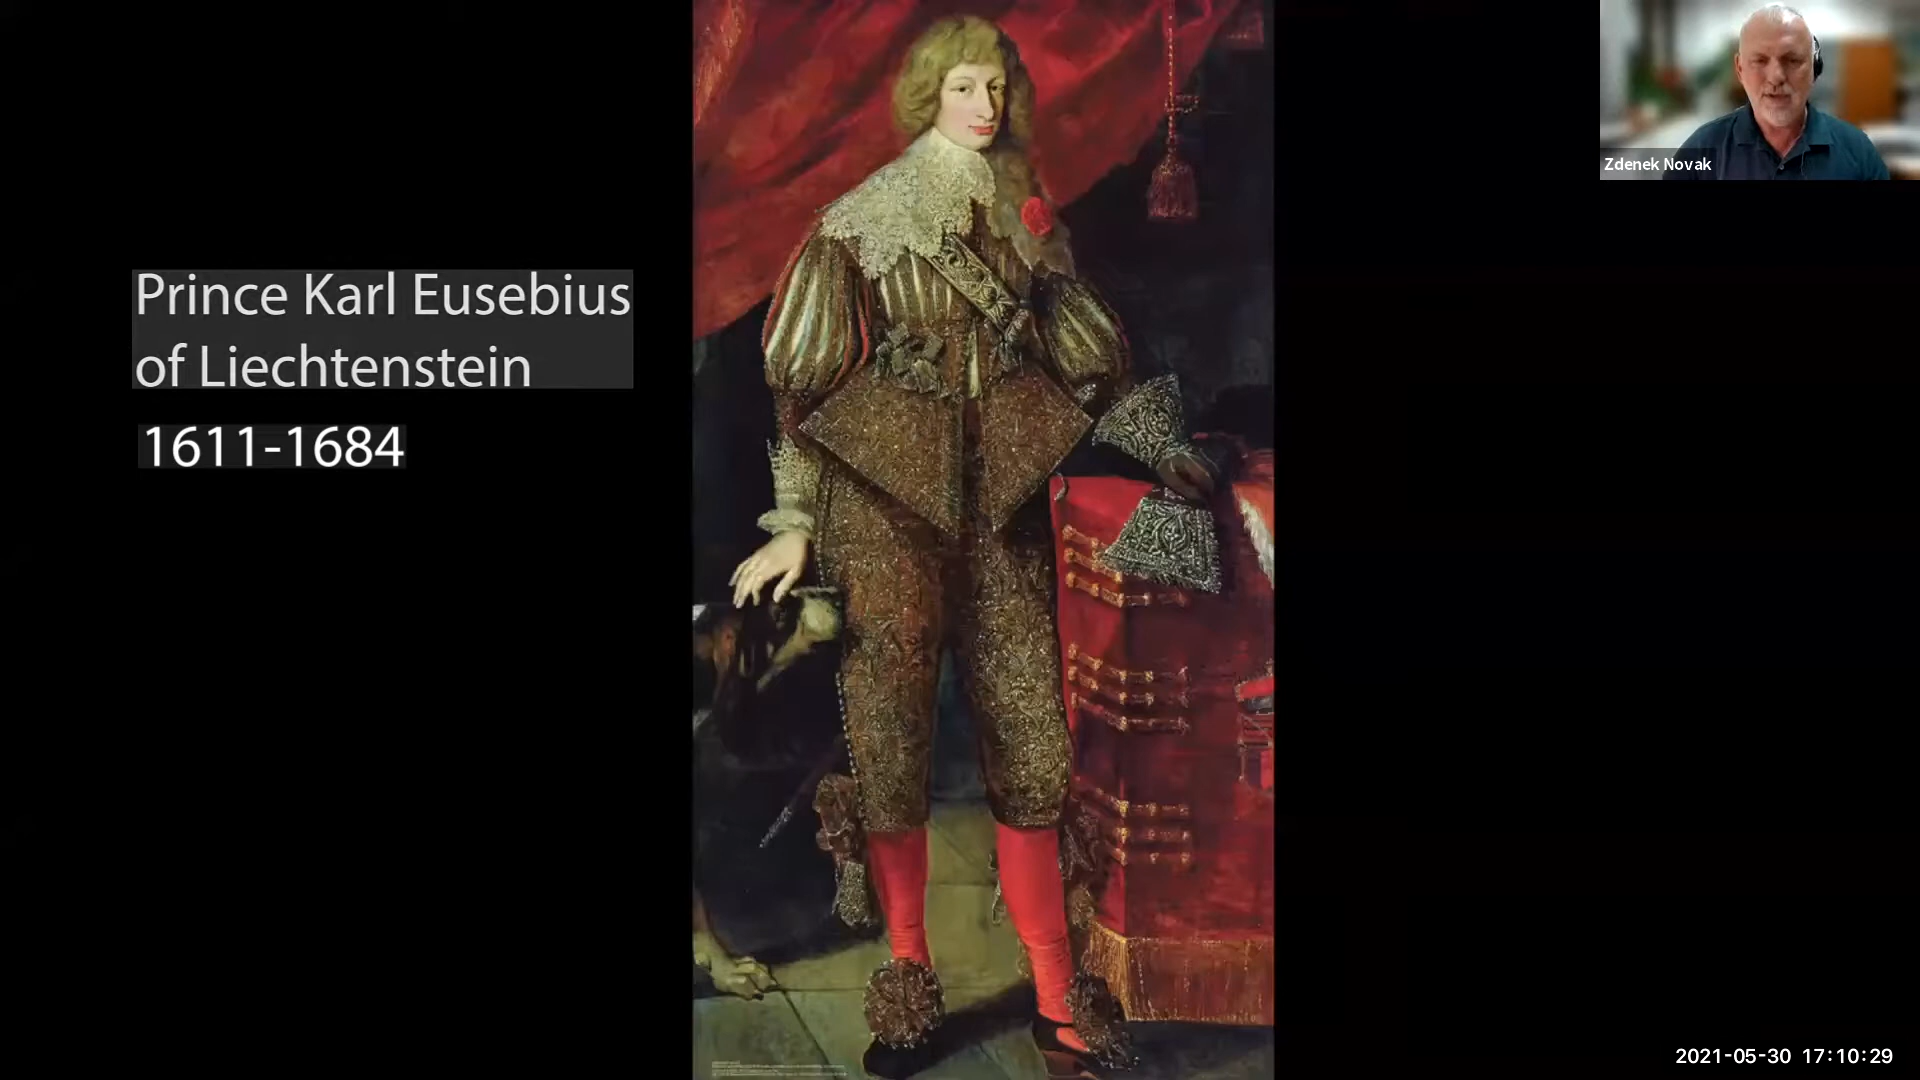 Prince Karl Eusebius
of Liechtenstein
1611-1684
Zdenek Novak
2021-05-30 17:10:29